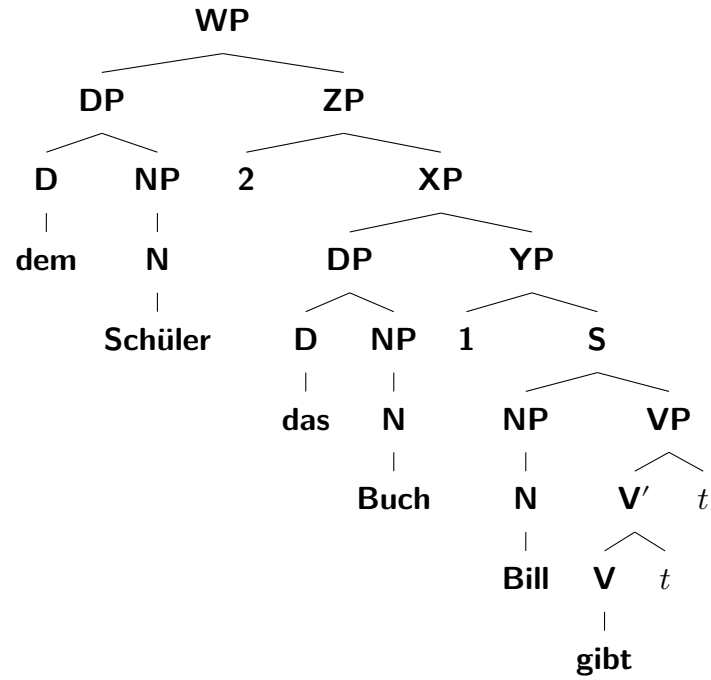 WP
DP ZP
D NP 2 XP
dem N DP YP
Schüler D NP 1 S
das N NP VP
Buch N V′ t
Bill V t
gibt